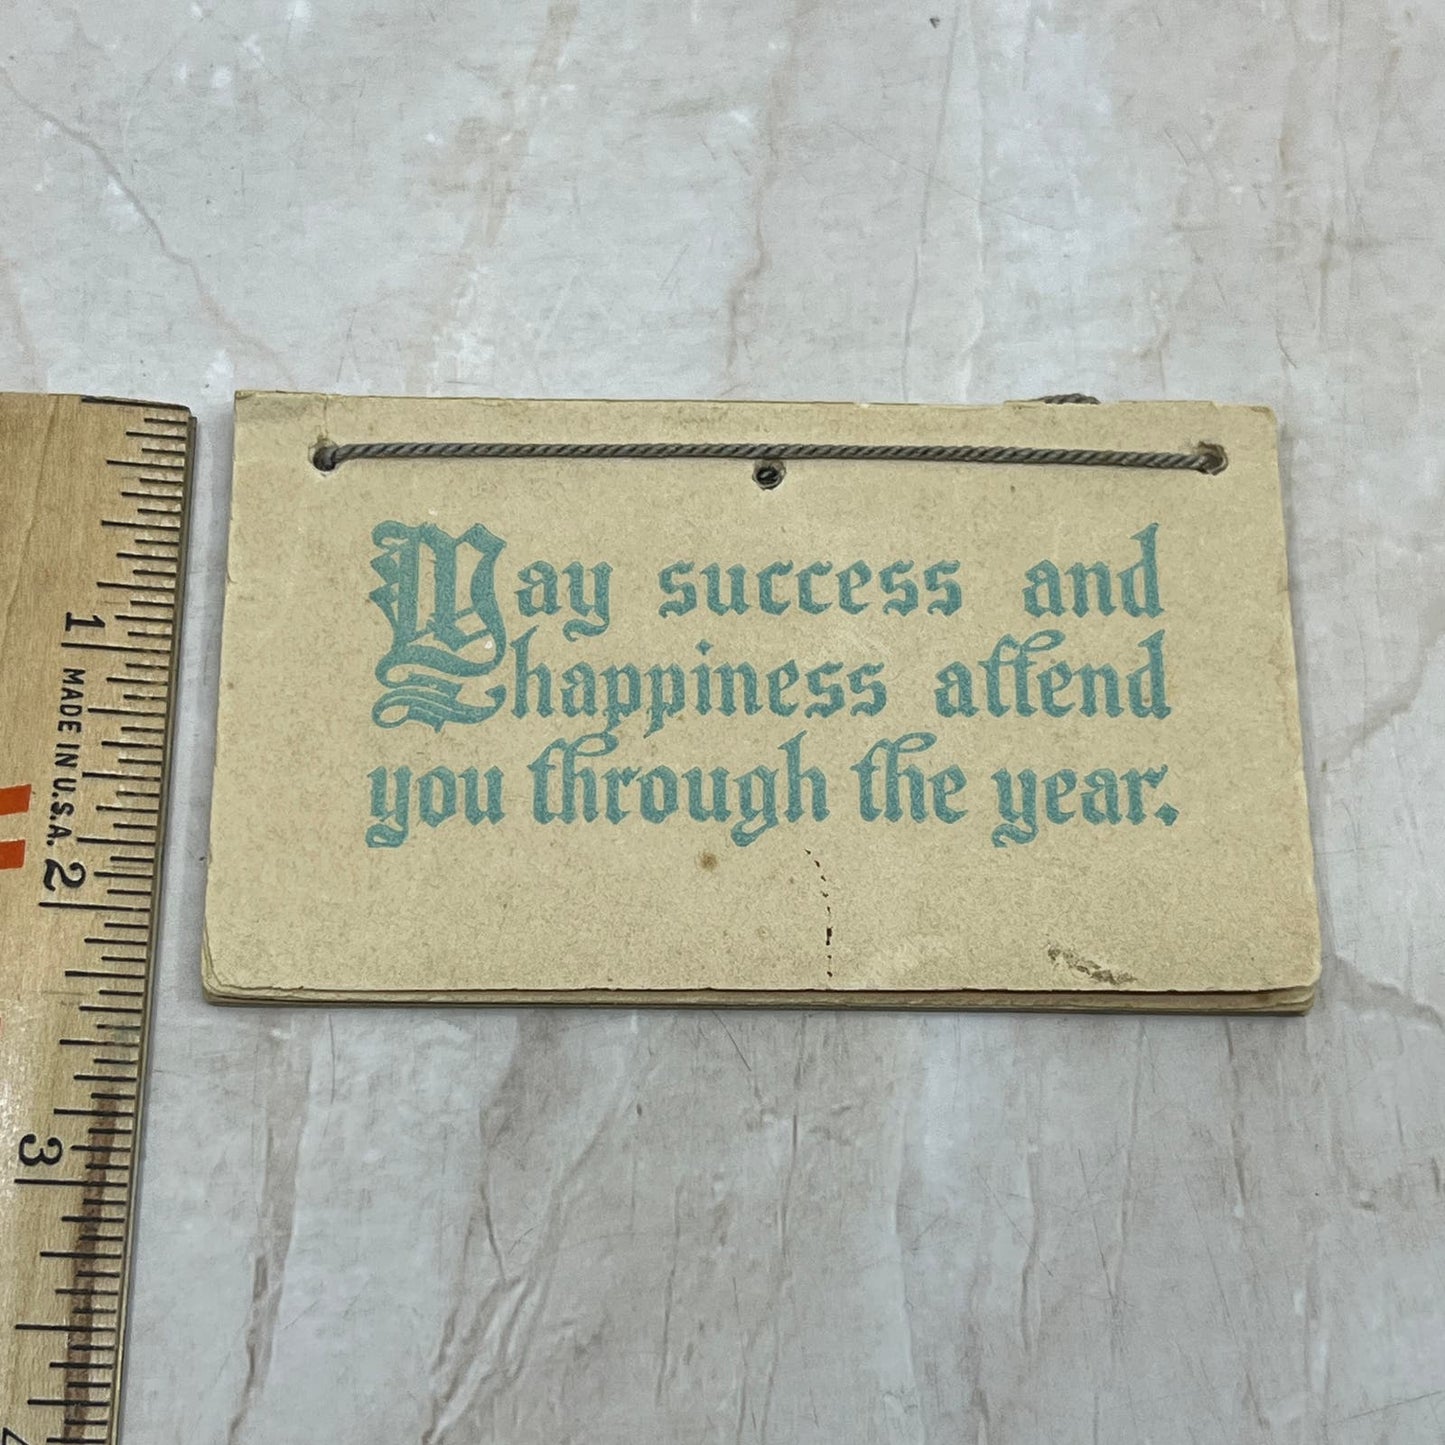 May success and
happiness attend
you through the year.
1
MADE IN U.S.A.
2
3